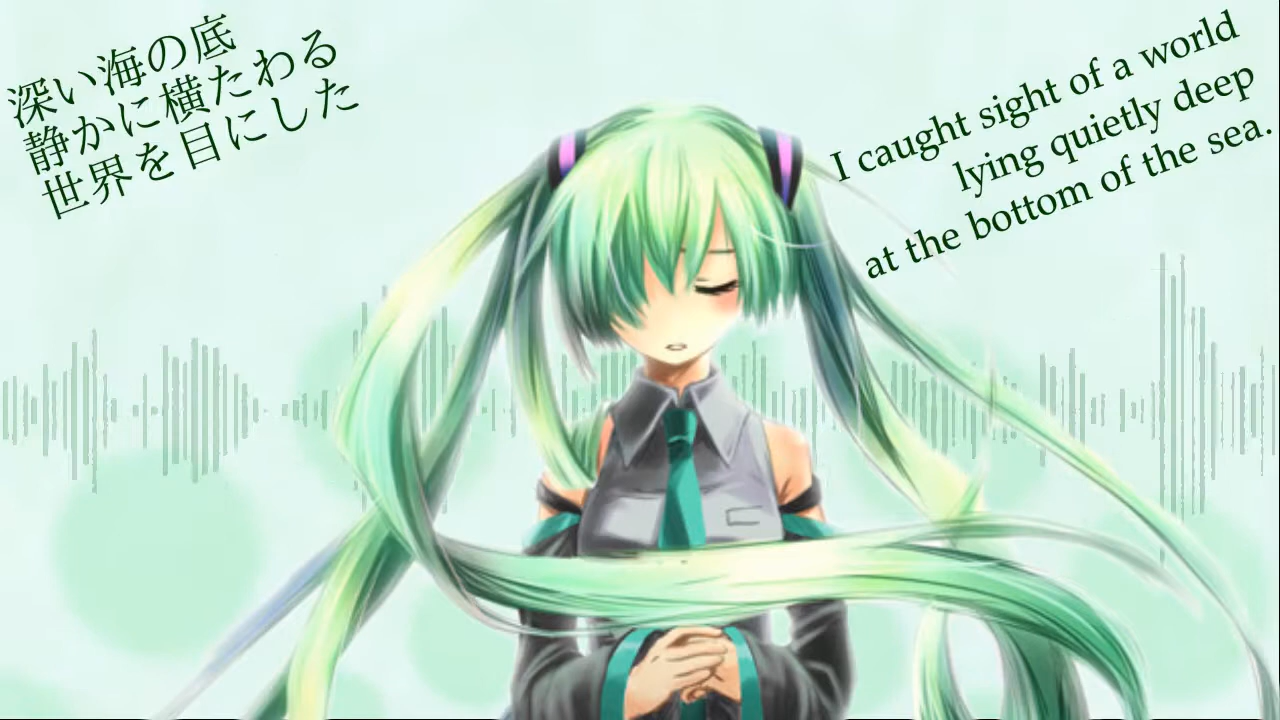 深い海の底
静かに横たわる
世界を目にした
I caught sight of a world
lying quietly deep
at the bottom of the sea.